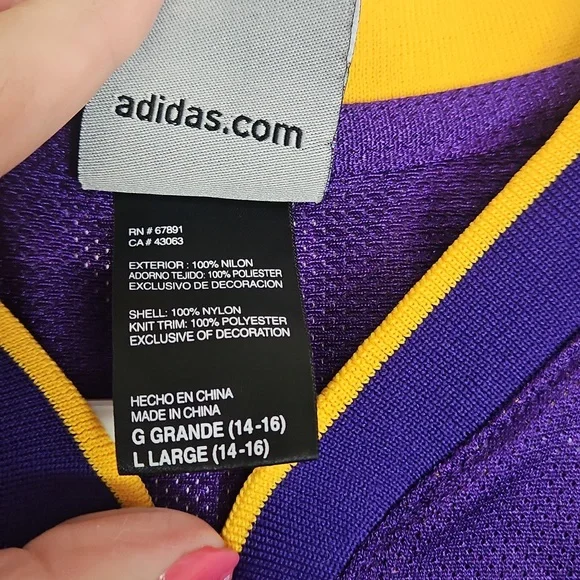 adidas.com
RN # 67891
CA # 43063
EXTERIOR : 100% NILON
ADORNO TEJIDO: 100% POLIESTER
EXCLUSIVO DE DECORACION
SHELL: 100% NYLON
KNIT TRIM: 100% POLYESTER
EXCLUSIVE OF DECORATION
HECHO EN CHINA
MADE IN CHINA
G GRANDE (14-16)
L LARGE (14-16)